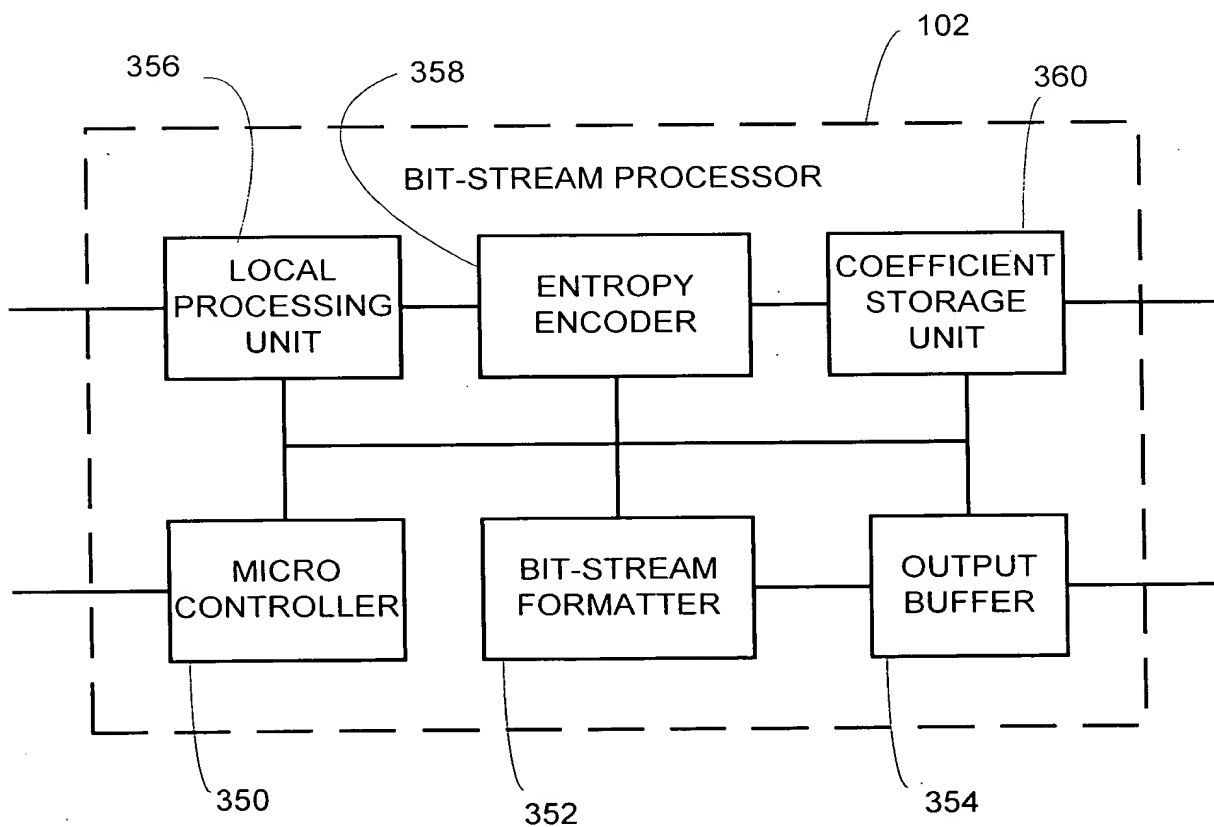 102
356
358
360
BIT-STREAM PROCESSOR
LOCAL
PROCESSING
UNIT
ENTROPY
ENCODER
COEFFICIENT
STORAGE
UNIT
MICRO
CONTROLLER
BIT-STREAM
FORMATTER
OUTPUT
BUFFER
350
352
354